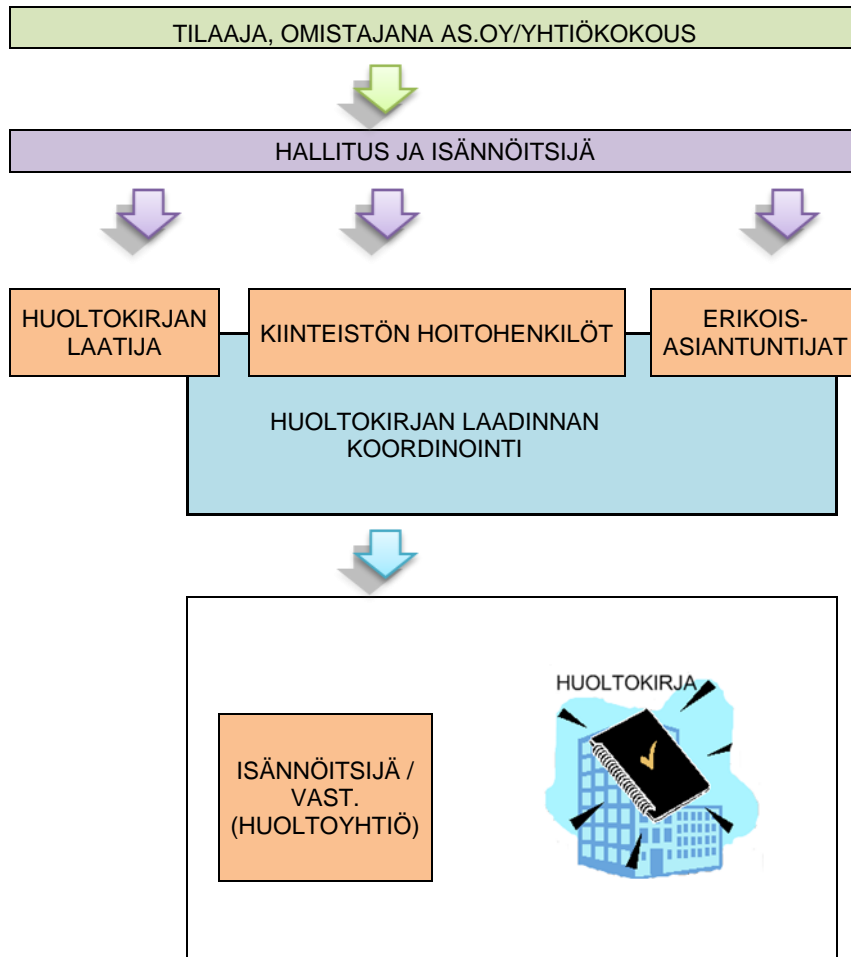 TILAAJA, OMISTAJANA AS.OY/YHTIÖKOKOUS
HALLITUS JA ISÄNNÖITSIJÄ
HUOLTOKIRJAN
LAATIJA
KIINTEISTÖN HOITOHENKILÖT
ERIKOIS-
ASIANTUNTIJAT
HUOLTOKIRJAN LAADINNAN
KOORDINOINTI
HUOLTOKIRJA
ISÄNNÖITSIJÄ /
VAST.
(HUOLTOYHTIÖ)